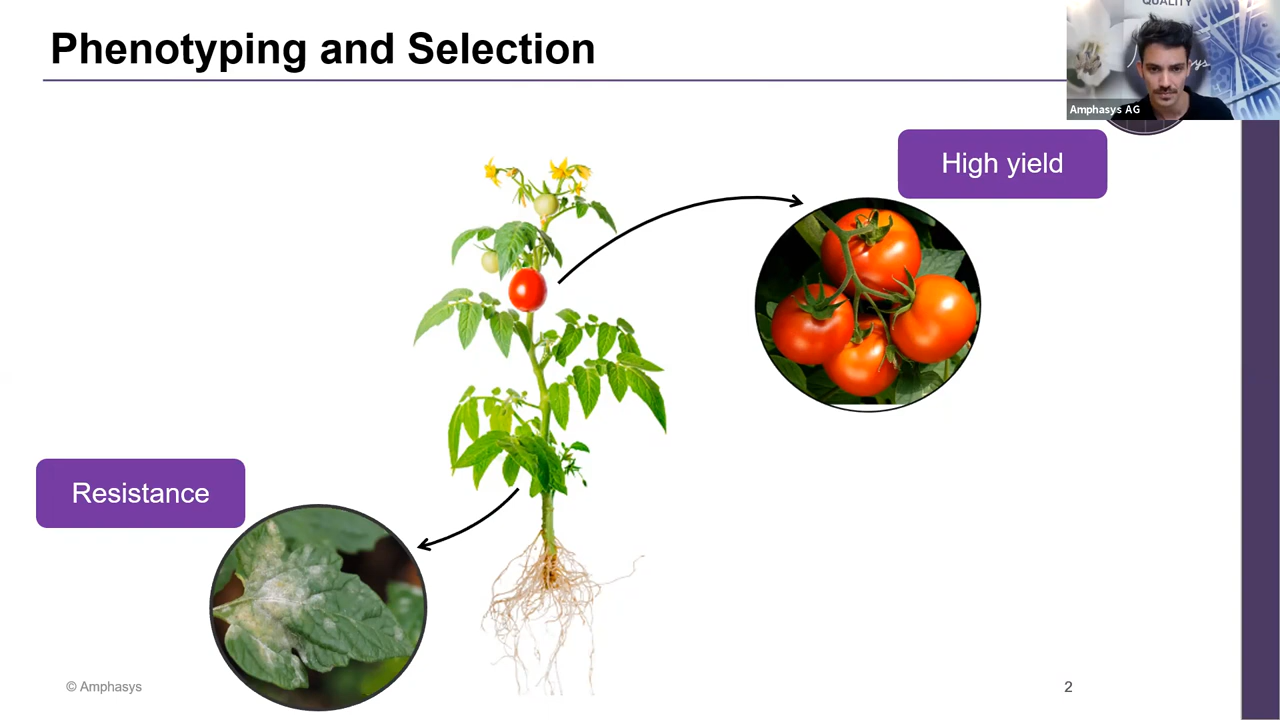 Phenotyping and Selection
QUALITY
Amphasys AG
High yield
Resistance
© Amphasys
2